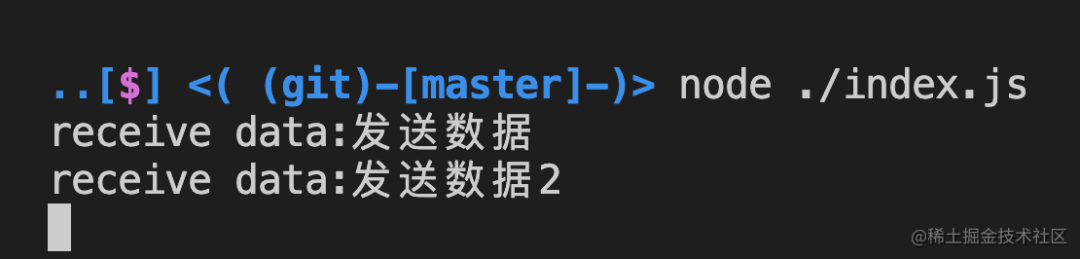 ..[$] <( (git)-[master]-)> node ./index.js
receive data:发送数据
receive data:发送数据2
@稀土掘金技术社区